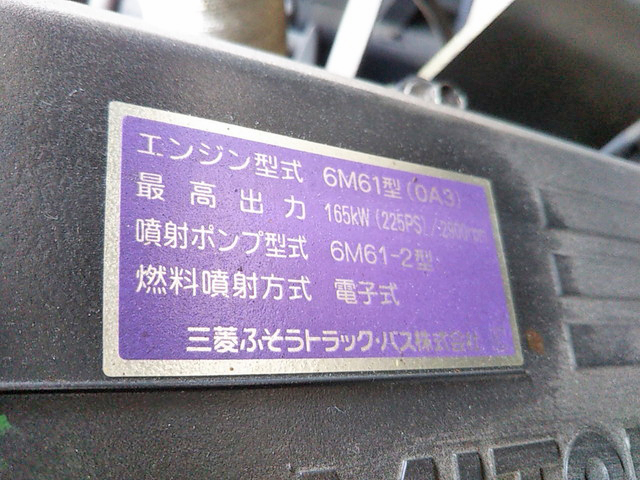 エンジン型式 6M61型(0A3)
最高出力 165kW(225PS)/2900rpm
噴射ポンプ型式 6M61-2型
燃料噴射方式 電子式
三菱ふそうトラック・バス株式会社